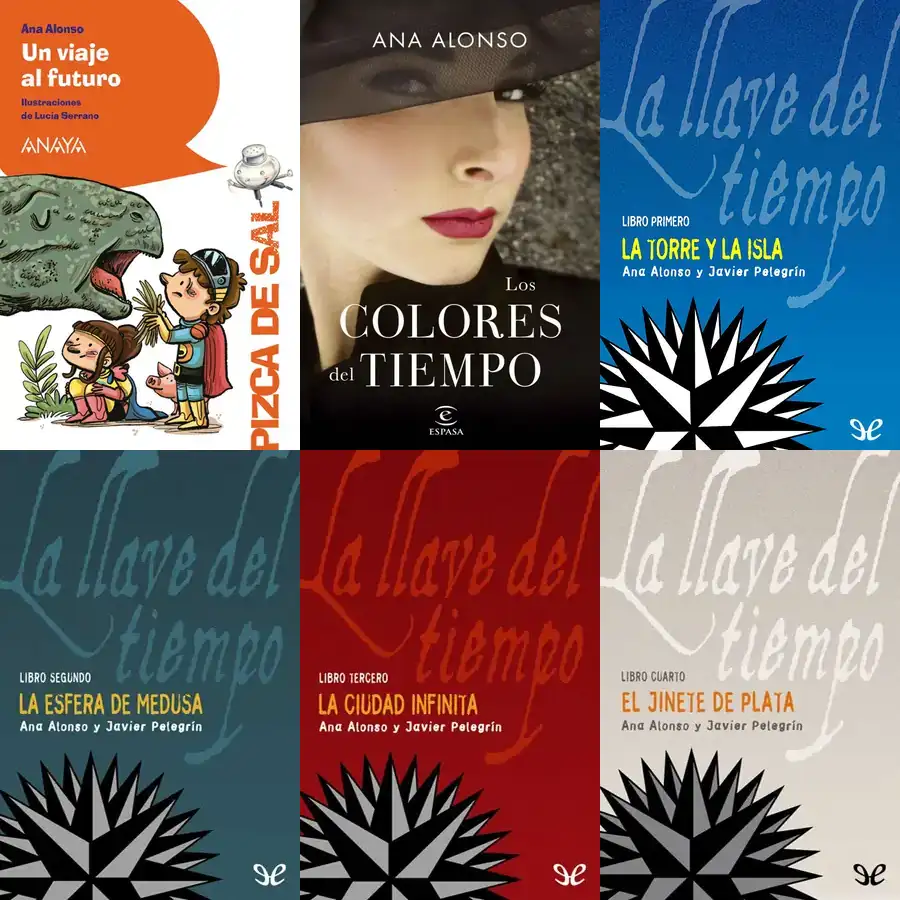 Ana Alonso
Un viaje
al futuro
Ilustraciones
de Lucía Serrano
ANAYA
PIZCA DE SAL
ANA ALONSO
Los
COLORES
del TIEMPO
e
ESPASA
La llave del
tiempo
LIBRO PRIMERO
LA TORRE Y LA ISLA
Ana Alonso y Javier Pelegrín
La llave del
tiempo
LIBRO SEGUNDO
LA ESFERA DE MEDUSA
Ana Alonso y Javier Pelegrín
La llave del
tiempo
LIBRO TERCERO
LA CIUDAD INFINITA
Ana Alonso y Javier Pelegrín
La llave del
tiempo
LIBRO CUARTO
EL JINETE DE PLATA
Ana Alonso y Javier Pelegrín